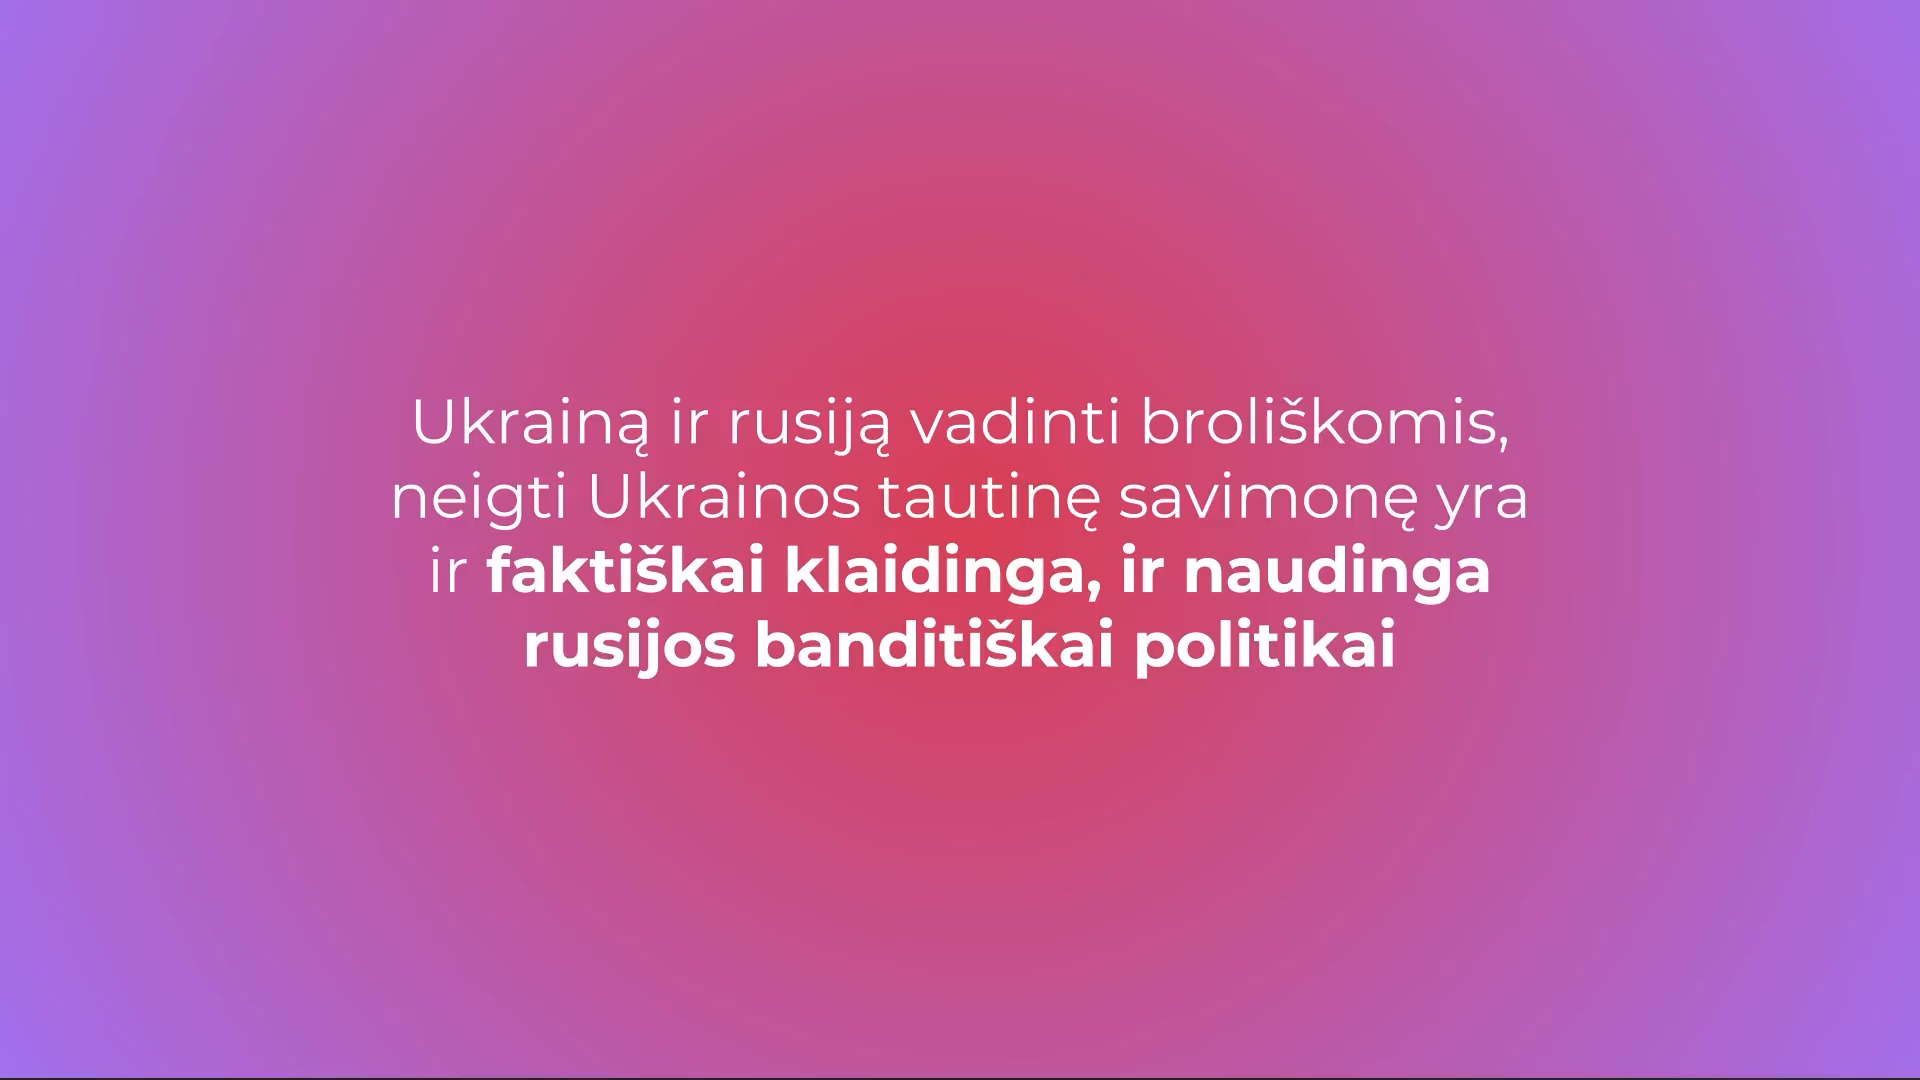 Ukrainą ir rusiją vadinti broliškomis,
neigti Ukrainos tautinę savimonę yra
ir faktiškai klaidinga, ir naudinga
rusijos banditiškai politikai